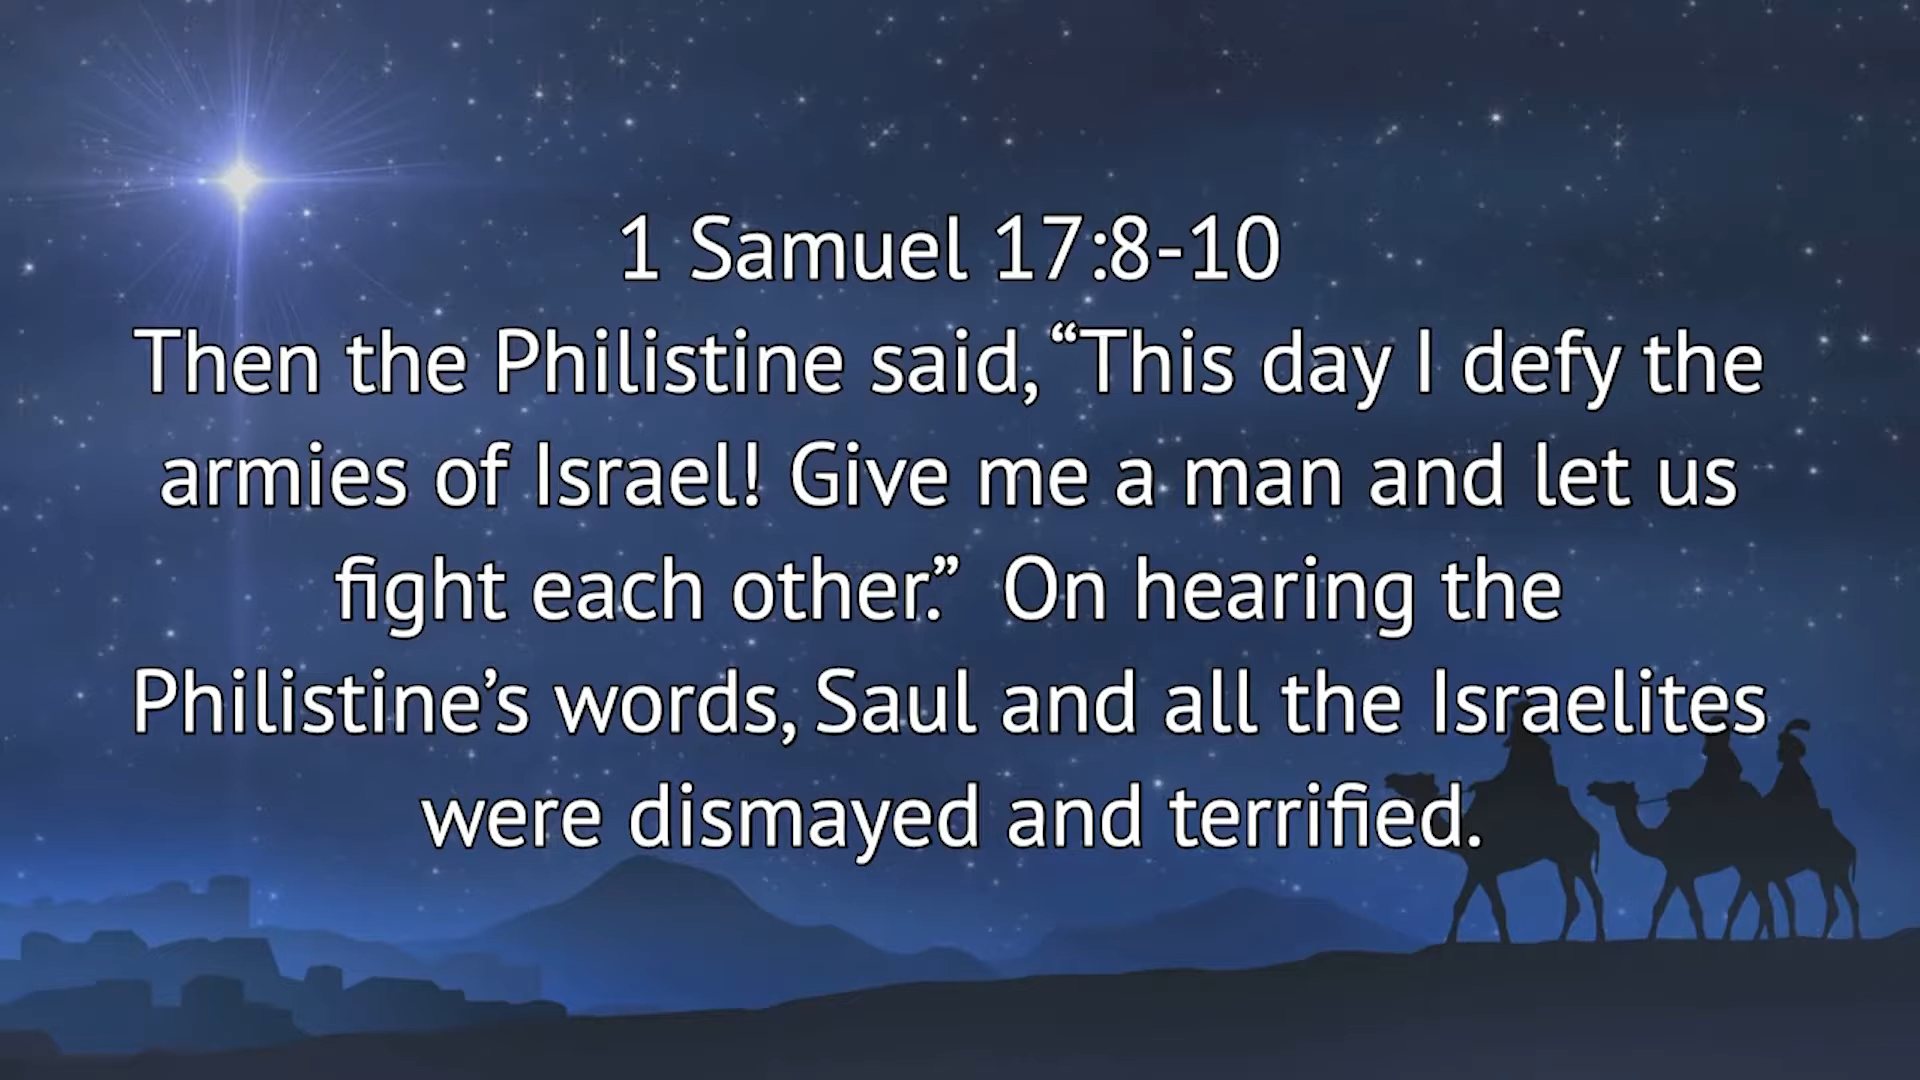 1 Samuel 17:8-10
Then the Philistine said, “This day I defy the
armies of Israel! Give me a man and let us
fight each other.”  On hearing the
Philistine’s words, Saul and all the Israelites
were dismayed and terrified.